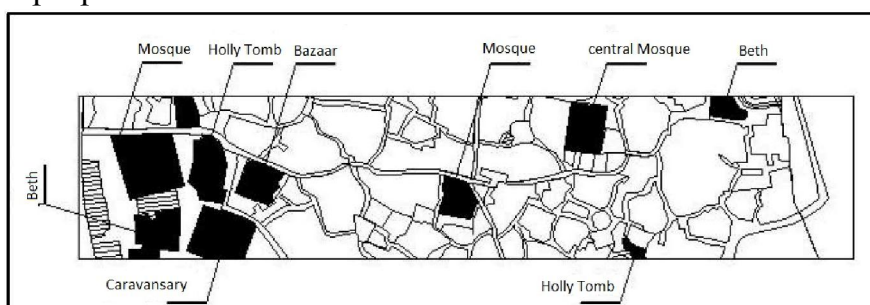 Mosque
Holly Tomb
Bazaar
Mosque
central Mosque
Beth
Beth
Caravansary
Holly Tomb